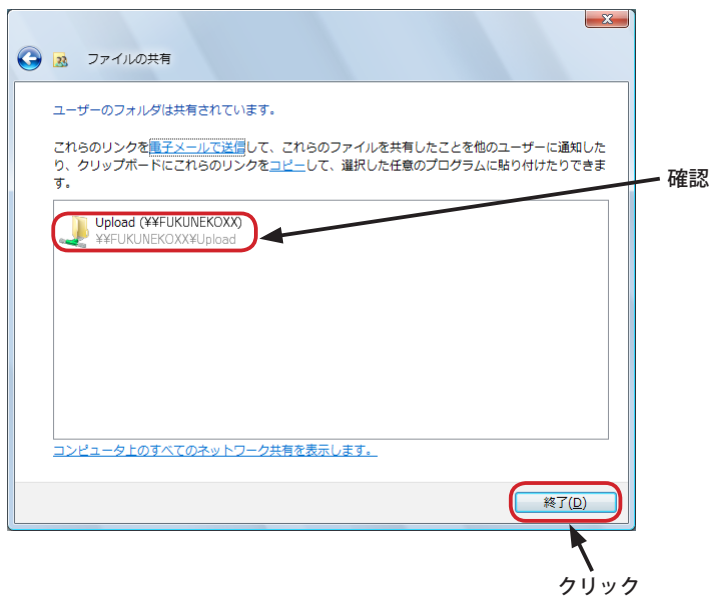 ファイルの共有
ユーザーのフォルダは共有されています。
これらのリンクを電子メールで送信して、これらのファイルを共有したことを他のユーザーに通知した
り、クリップボードにこれらのリンクをコピーして、選択した任意のプログラムに貼り付けたりできま
す。
確認
Upload (¥¥FUKUNEKOXX)
¥¥FUKUNEKOXX¥Upload
コンピュータ上のすべてのネットワーク共有を表示します。
終了(D)
クリック